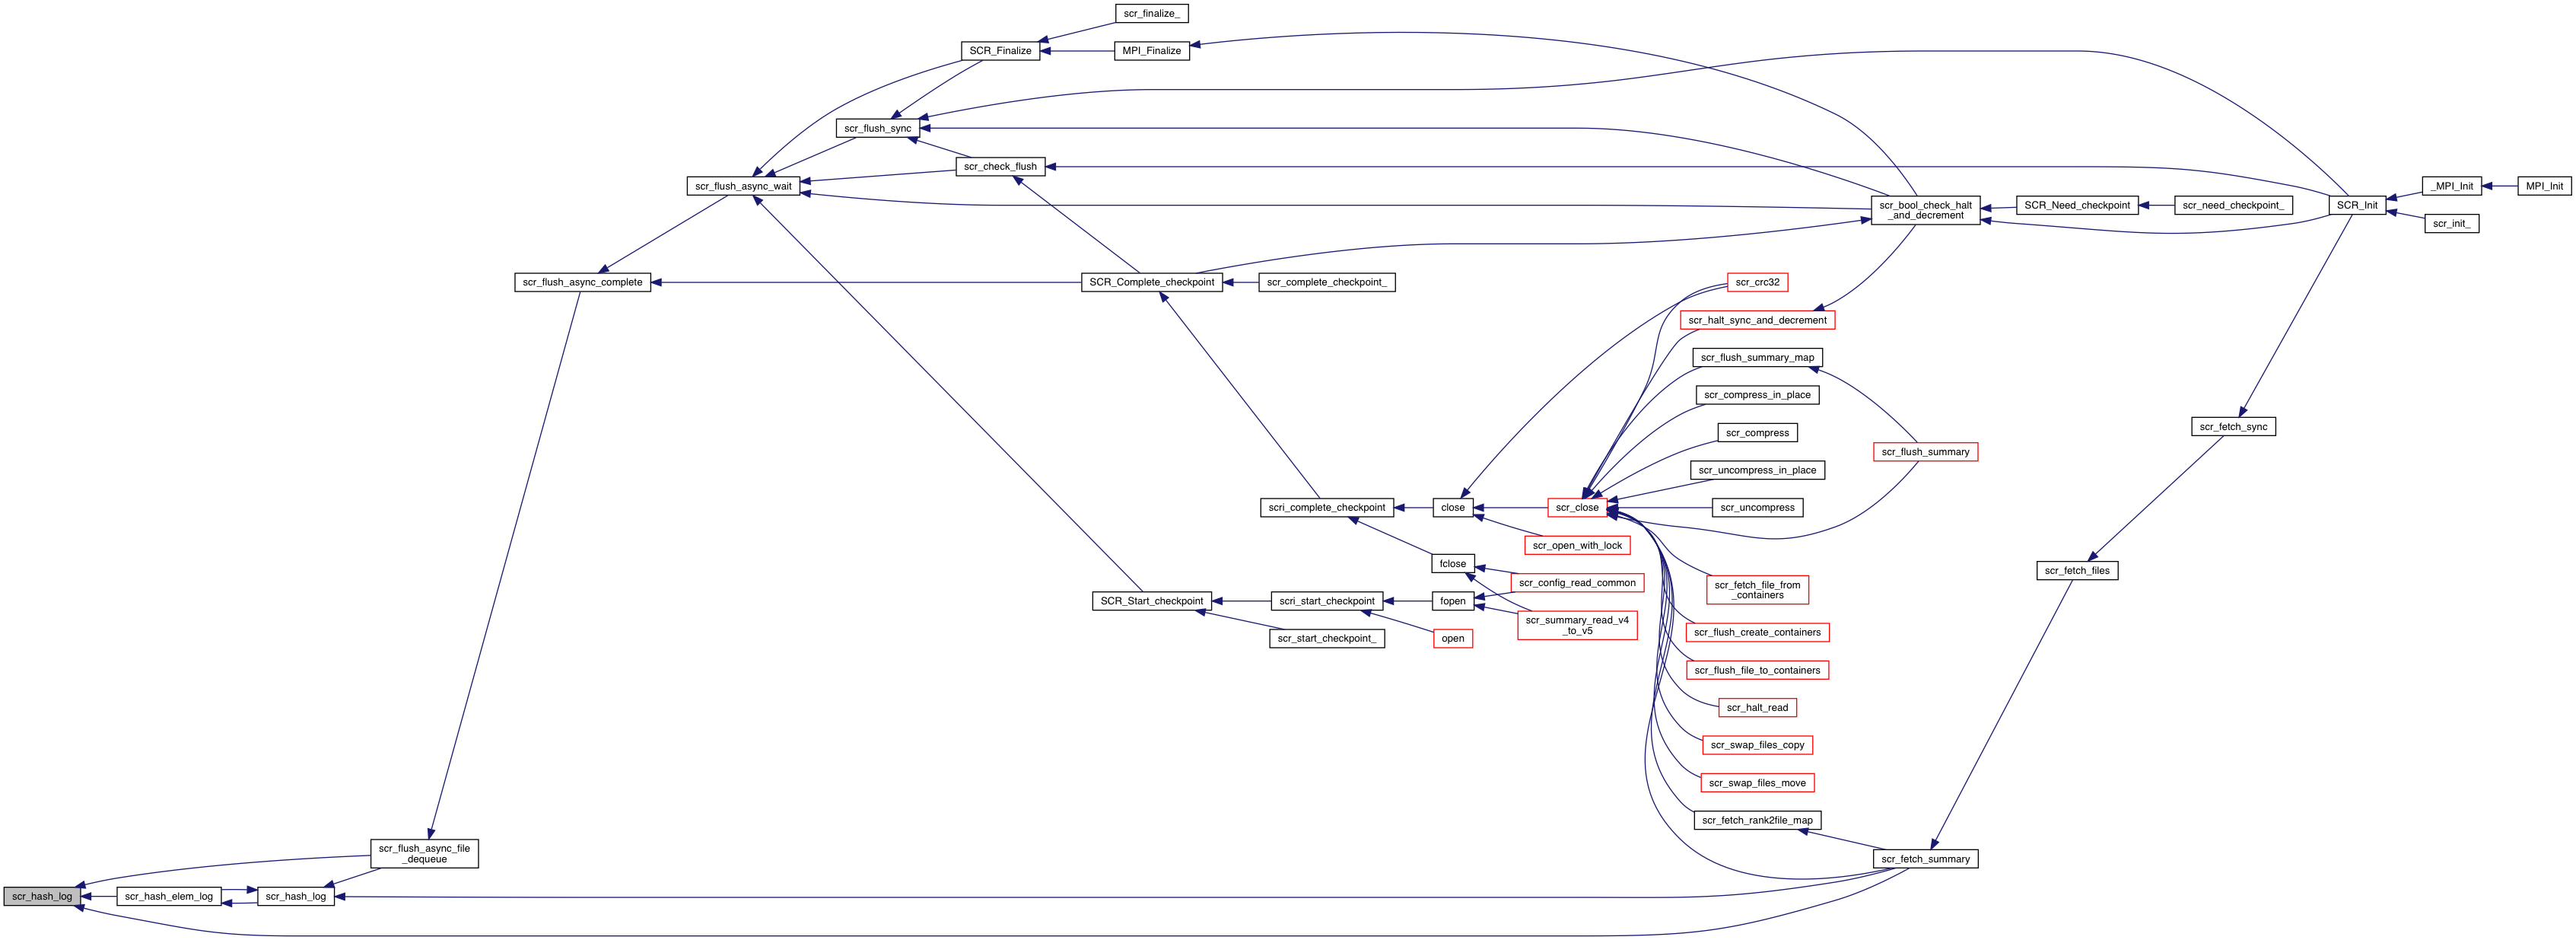 scr_finalize_
SCR_Finalize
MPI_Finalize
scr_flush_sync
scr_check_flush
scr_flush_async_wait
_MPI_Init
MPI_Init
scr_bool_check_halt
_and_decrement
SCR_Need_checkpoint
scr_need_checkpoint_
SCR_Init
scr_init_
scr_flush_async_complete
SCR_Complete_checkpoint
scr_complete_checkpoint_
scr_crc32
scr_halt_sync_and_decrement
scr_flush_summary_map
scr_compress_in_place
scr_compress
scr_fetch_sync
scr_flush_summary
scr_uncompress_in_place
scri_complete_checkpoint
close
scr_close
scr_uncompress
scr_open_with_lock
fclose
scr_fetch_files
scr_config_read_common
scr_fetch_file_from
_containers
SCR_Start_checkpoint
scri_start_checkpoint
fopen
scr_summary_read_v4
_to_v5
scr_start_checkpoint_
open
scr_flush_create_containers
scr_flush_file_to_containers
scr_halt_read
scr_swap_files_copy
scr_swap_files_move
scr_fetch_rank2file_map
scr_flush_async_file
_dequeue
scr_fetch_summary
scr_hash_log
scr_hash_elem_log
scr_hash_log